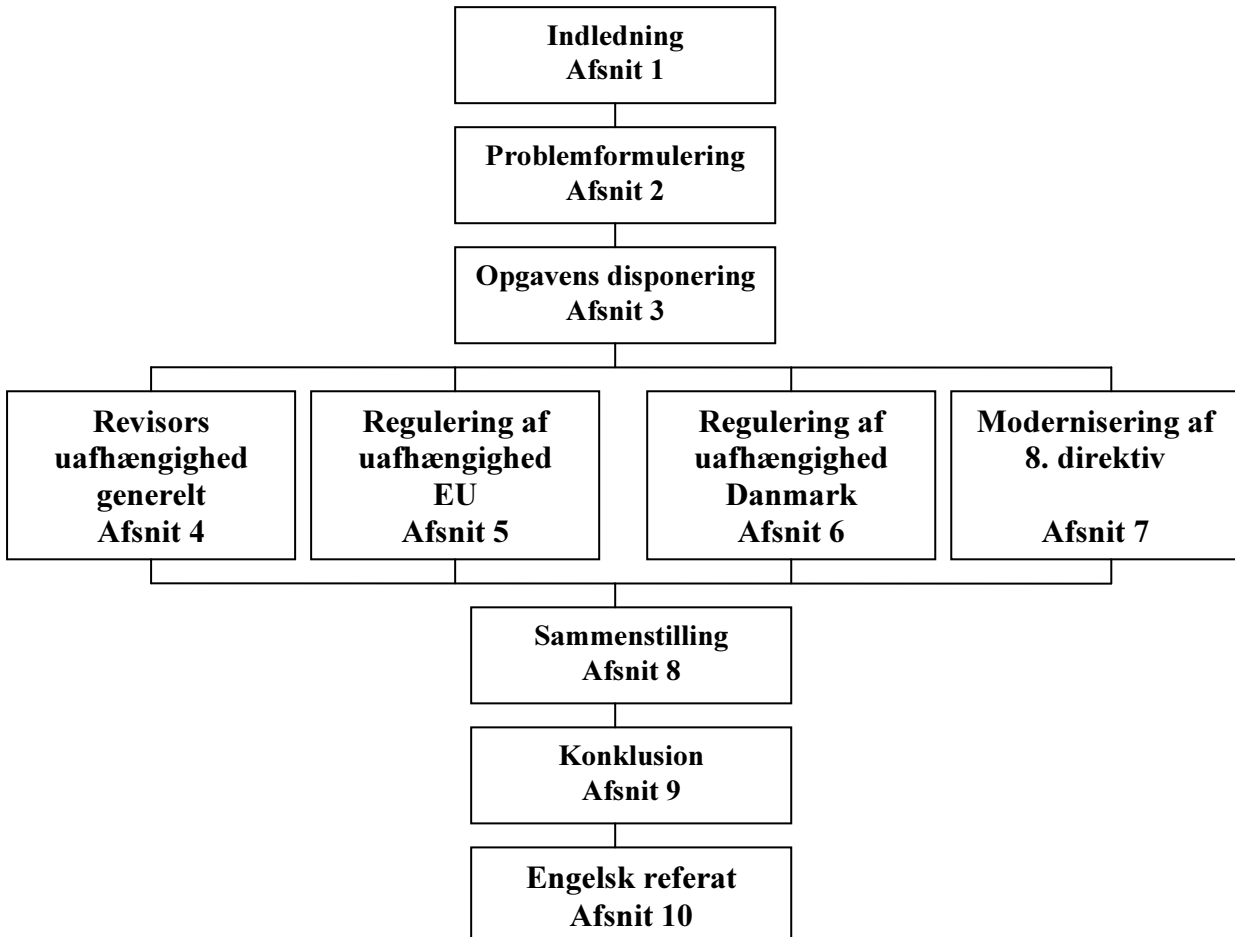 Indledning
Afsnit 1
Problemformulering
Afsnit 2
Opgavens disponering
Afsnit 3
Revisors
uafhængighed
generelt
Afsnit 4
Regulering af
uafhængighed
EU
Afsnit 5
Regulering af
uafhængighed
Danmark
Afsnit 6
Modernisering af
8. direktiv
Afsnit 7
Sammenstilling
Afsnit 8
Konklusion
Afsnit 9
Engelsk referat
Afsnit 10